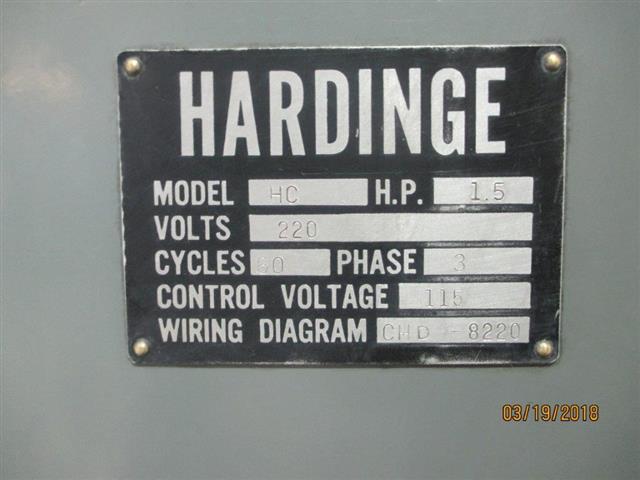 HARDINGE
MODEL HC H.P. 1.5
VOLTS 220
CYCLES 60 PHASE 3
CONTROL VOLTAGE 115
WIRING DIAGRAM CHD-8220
03/19/2018